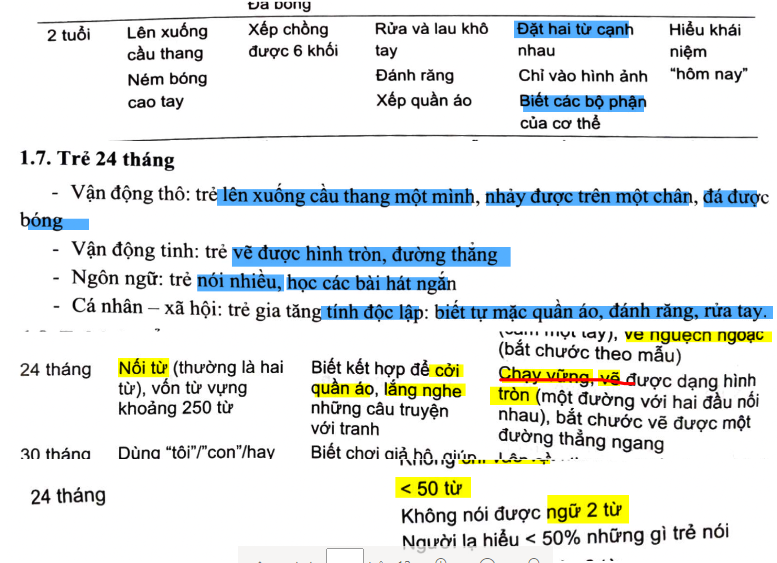 Đá bóng
2 tuổi Lên xuống Xếp chồng Rửa và lau khô Đặt hai từ cạnh Hiểu khái
cầu thang được 6 khối tay nhau niệm
Ném bóng Đánh răng Chỉ vào hình ảnh “hôm nay”
cao tay Xếp quần áo Biết các bộ phận
của cơ thể
1.7. Trẻ 24 tháng
- Vận động thô: trẻ lên xuống cầu thang một mình, nhảy được trên một chân, đá được
bóng
- Vận động tinh: trẻ vẽ được hình tròn, đường thẳng
- Ngôn ngữ: trẻ nói nhiều, học các bài hát ngắn
- Cá nhân – xã hội: trẻ gia tăng tính độc lập: biết tự mặc quần áo, đánh răng, rửa tay.
(cầm một tay), vẽ nguệch ngoạc
(bắt chước theo mẫu)
24 tháng Nối từ (thường là hai Biết kết hợp để cởi Chạy vững, vẽ được dạng hình
từ), vốn từ vựng quần áo, lắng nghe tròn (một đường với hai đầu nối
khoảng 250 từ những câu truyện nhau), bắt chước vẽ được một
với tranh đường thẳng ngang
30 tháng Dùng “tôi”/”con”/hay Biết chơi giả bộ, giúp
Không
24 tháng < 50 từ
Không nói được ngữ 2 từ
Người lạ hiểu < 50% những gì trẻ nói